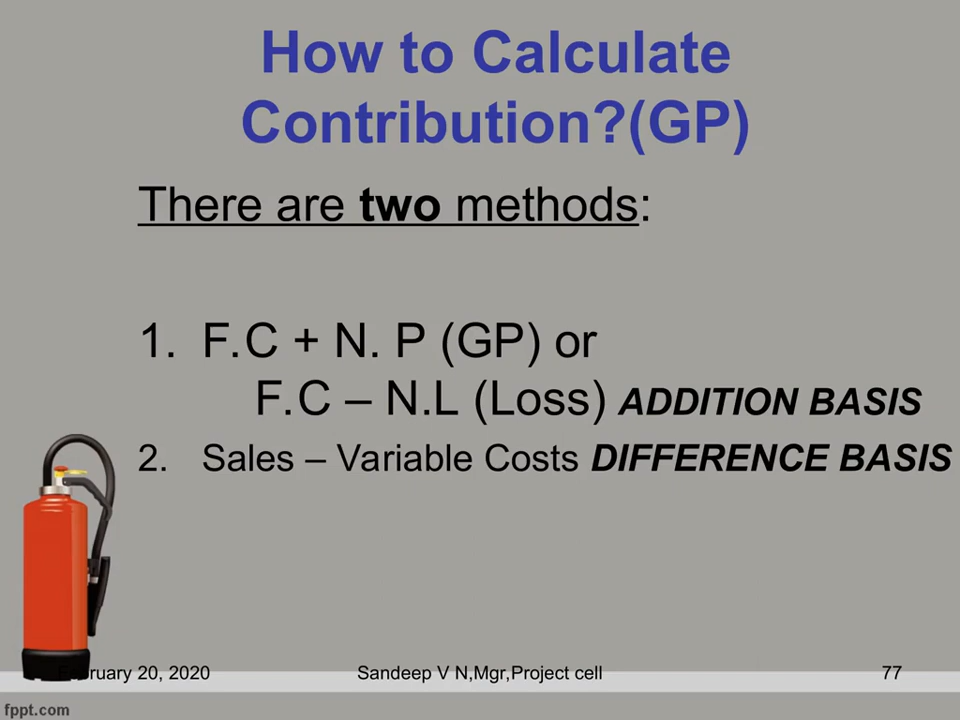 How to Calculate
Contribution?(GP)
There are two methods:
1. F.C + N. P (GP) or
F.C – N.L (Loss) ADDITION BASIS
2. Sales – Variable Costs DIFFERENCE BASIS
February 20, 2020 Sandeep V N,Mgr,Project cell 77
fppt.com